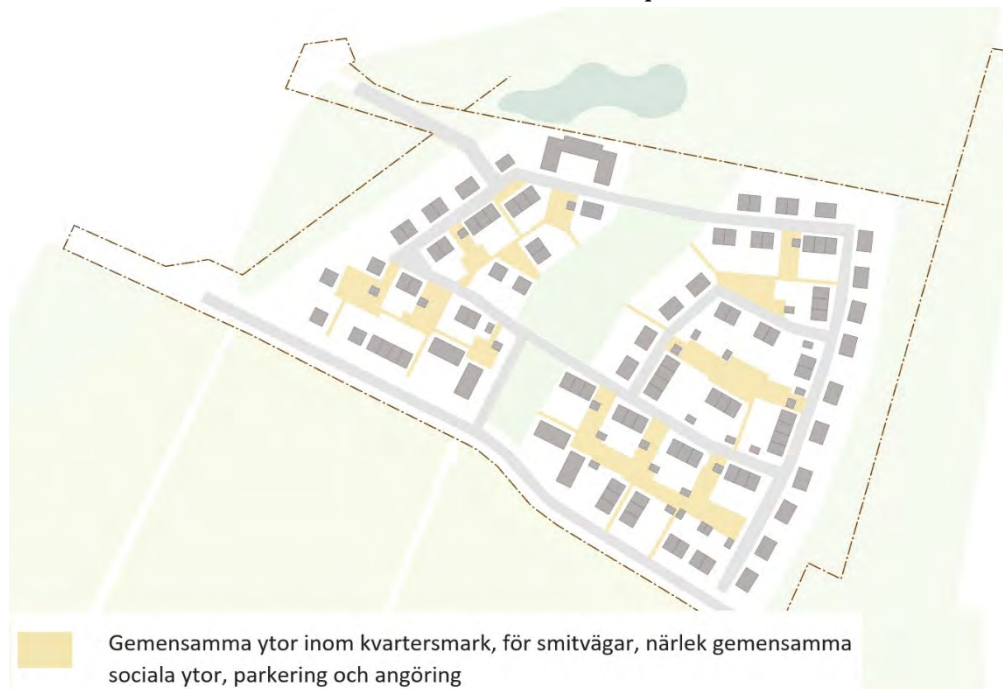 Gemensamma ytor inom kvartersmark, för smitvägar, närlek gemensamma
sociala ytor, parkering och angöring